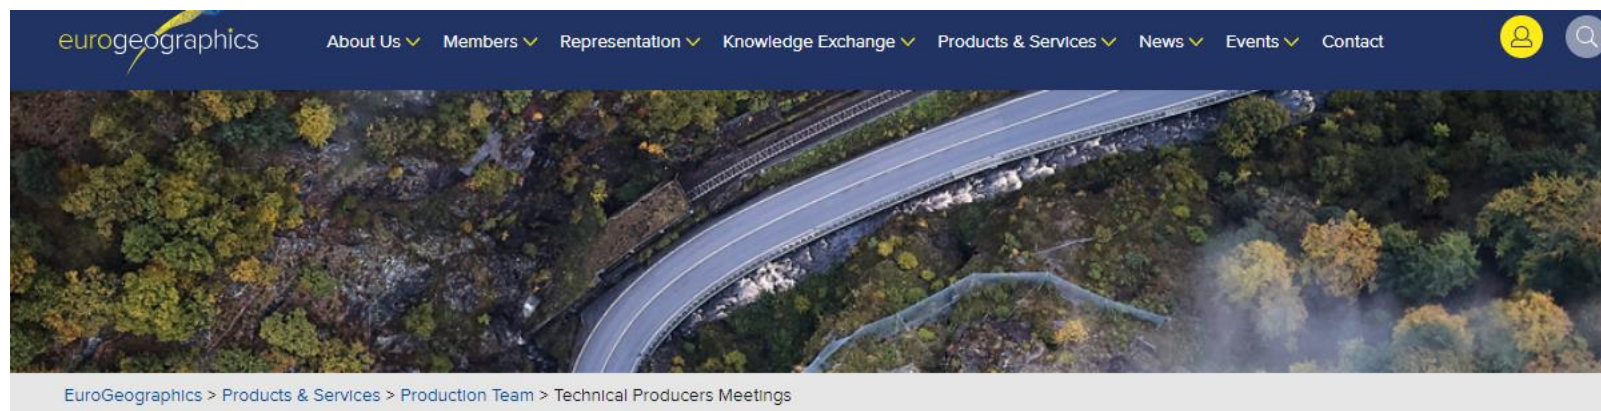 eurogeographics About Us Members Representation Knowledge Exchange Products & Services News Events Contact
EuroGeographics > Products & Services > Production Team > Technical Producers Meetings